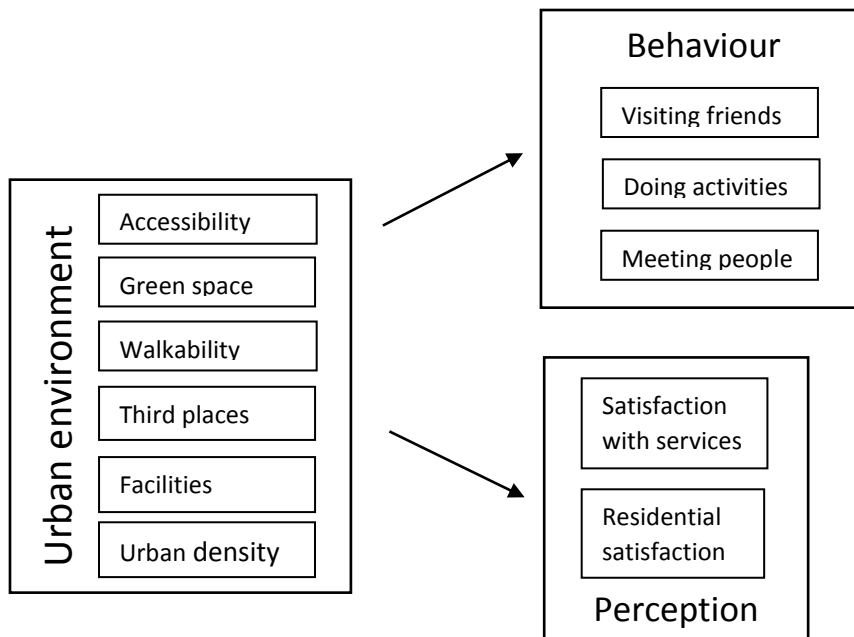 Urban environment
Accessibility
Green space
Walkability
Third places
Facilities
Urban density
Behaviour
Visiting friends
Doing activities
Meeting people
Satisfaction
with services
Residential
satisfaction
Perception